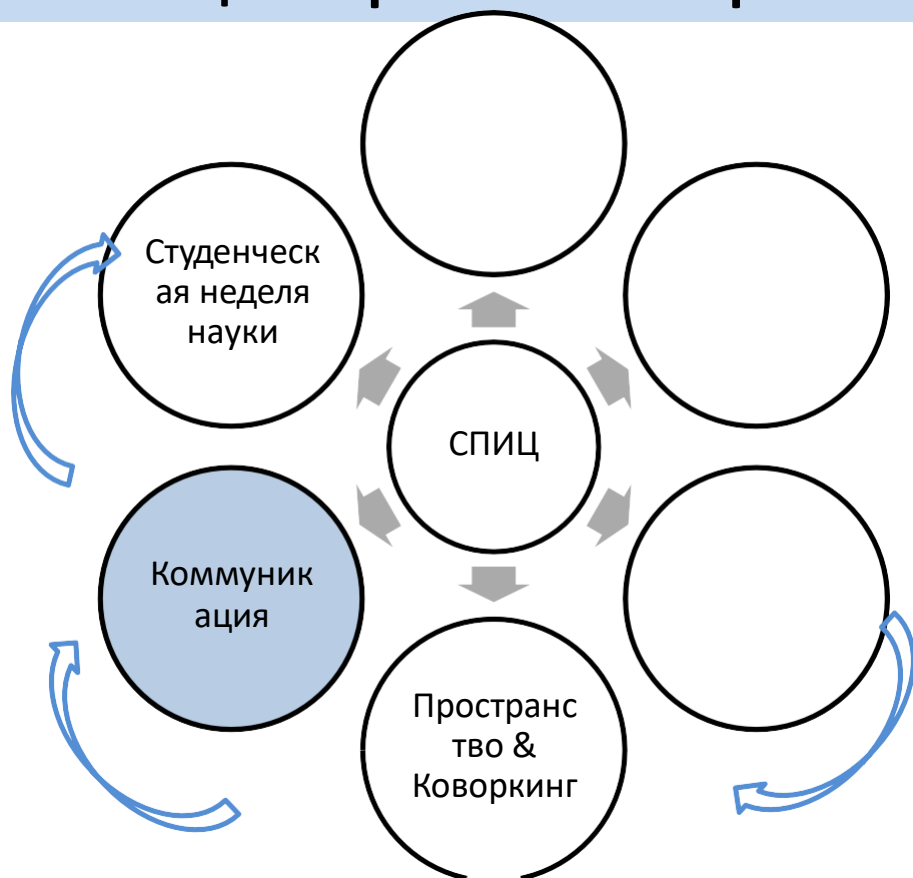 Студенческ
ая неделя
науки
СПИЦ
Коммуник
ация
Пространс
тво &
Коворкинг